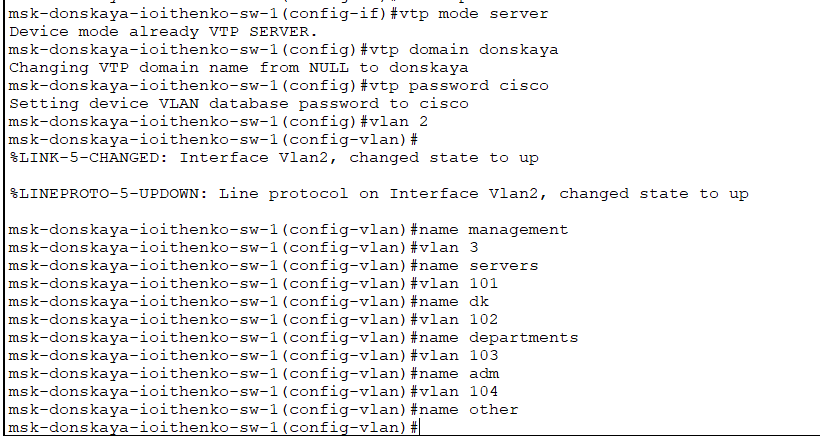 msk-donskaya-ioithenko-sw-1(config-if)#vtp mode server
Device mode already VTP SERVER.
msk-donskaya-ioithenko-sw-1(config)#vtp domain donskaya
Changing VTP domain name from NULL to donskaya
msk-donskaya-ioithenko-sw-1(config)#vtp password cisco
Setting device VLAN database password to cisco
msk-donskaya-ioithenko-sw-1(config)#vlan 2
msk-donskaya-ioithenko-sw-1(config-vlan)#
%LINK-5-CHANGED: Interface Vlan2, changed state to up
%LINEPROTO-5-UPDOWN: Line protocol on Interface Vlan2, changed state to up
msk-donskaya-ioithenko-sw-1(config-vlan)#name management
msk-donskaya-ioithenko-sw-1(config-vlan)#vlan 3
msk-donskaya-ioithenko-sw-1(config-vlan)#name servers
msk-donskaya-ioithenko-sw-1(config-vlan)#vlan 101
msk-donskaya-ioithenko-sw-1(config-vlan)#name dk
msk-donskaya-ioithenko-sw-1(config-vlan)#vlan 102
msk-donskaya-ioithenko-sw-1(config-vlan)#name departments
msk-donskaya-ioithenko-sw-1(config-vlan)#vlan 103
msk-donskaya-ioithenko-sw-1(config-vlan)#name adm
msk-donskaya-ioithenko-sw-1(config-vlan)#vlan 104
msk-donskaya-ioithenko-sw-1(config-vlan)#name other
msk-donskaya-ioithenko-sw-1(config-vlan)#